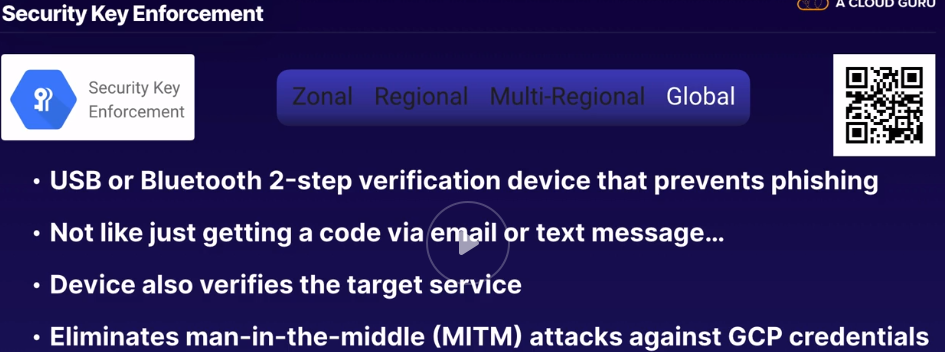 Security Key Enforcement
A CLOUD GURU
Security Key
Enforcement
Zonal Regional Multi-Regional Global
• USB or Bluetooth 2-step verification device that prevents phishing
• Not like just getting a code via email or text message...
• Device also verifies the target service
• Eliminates man-in-the-middle (MITM) attacks against GCP credentials